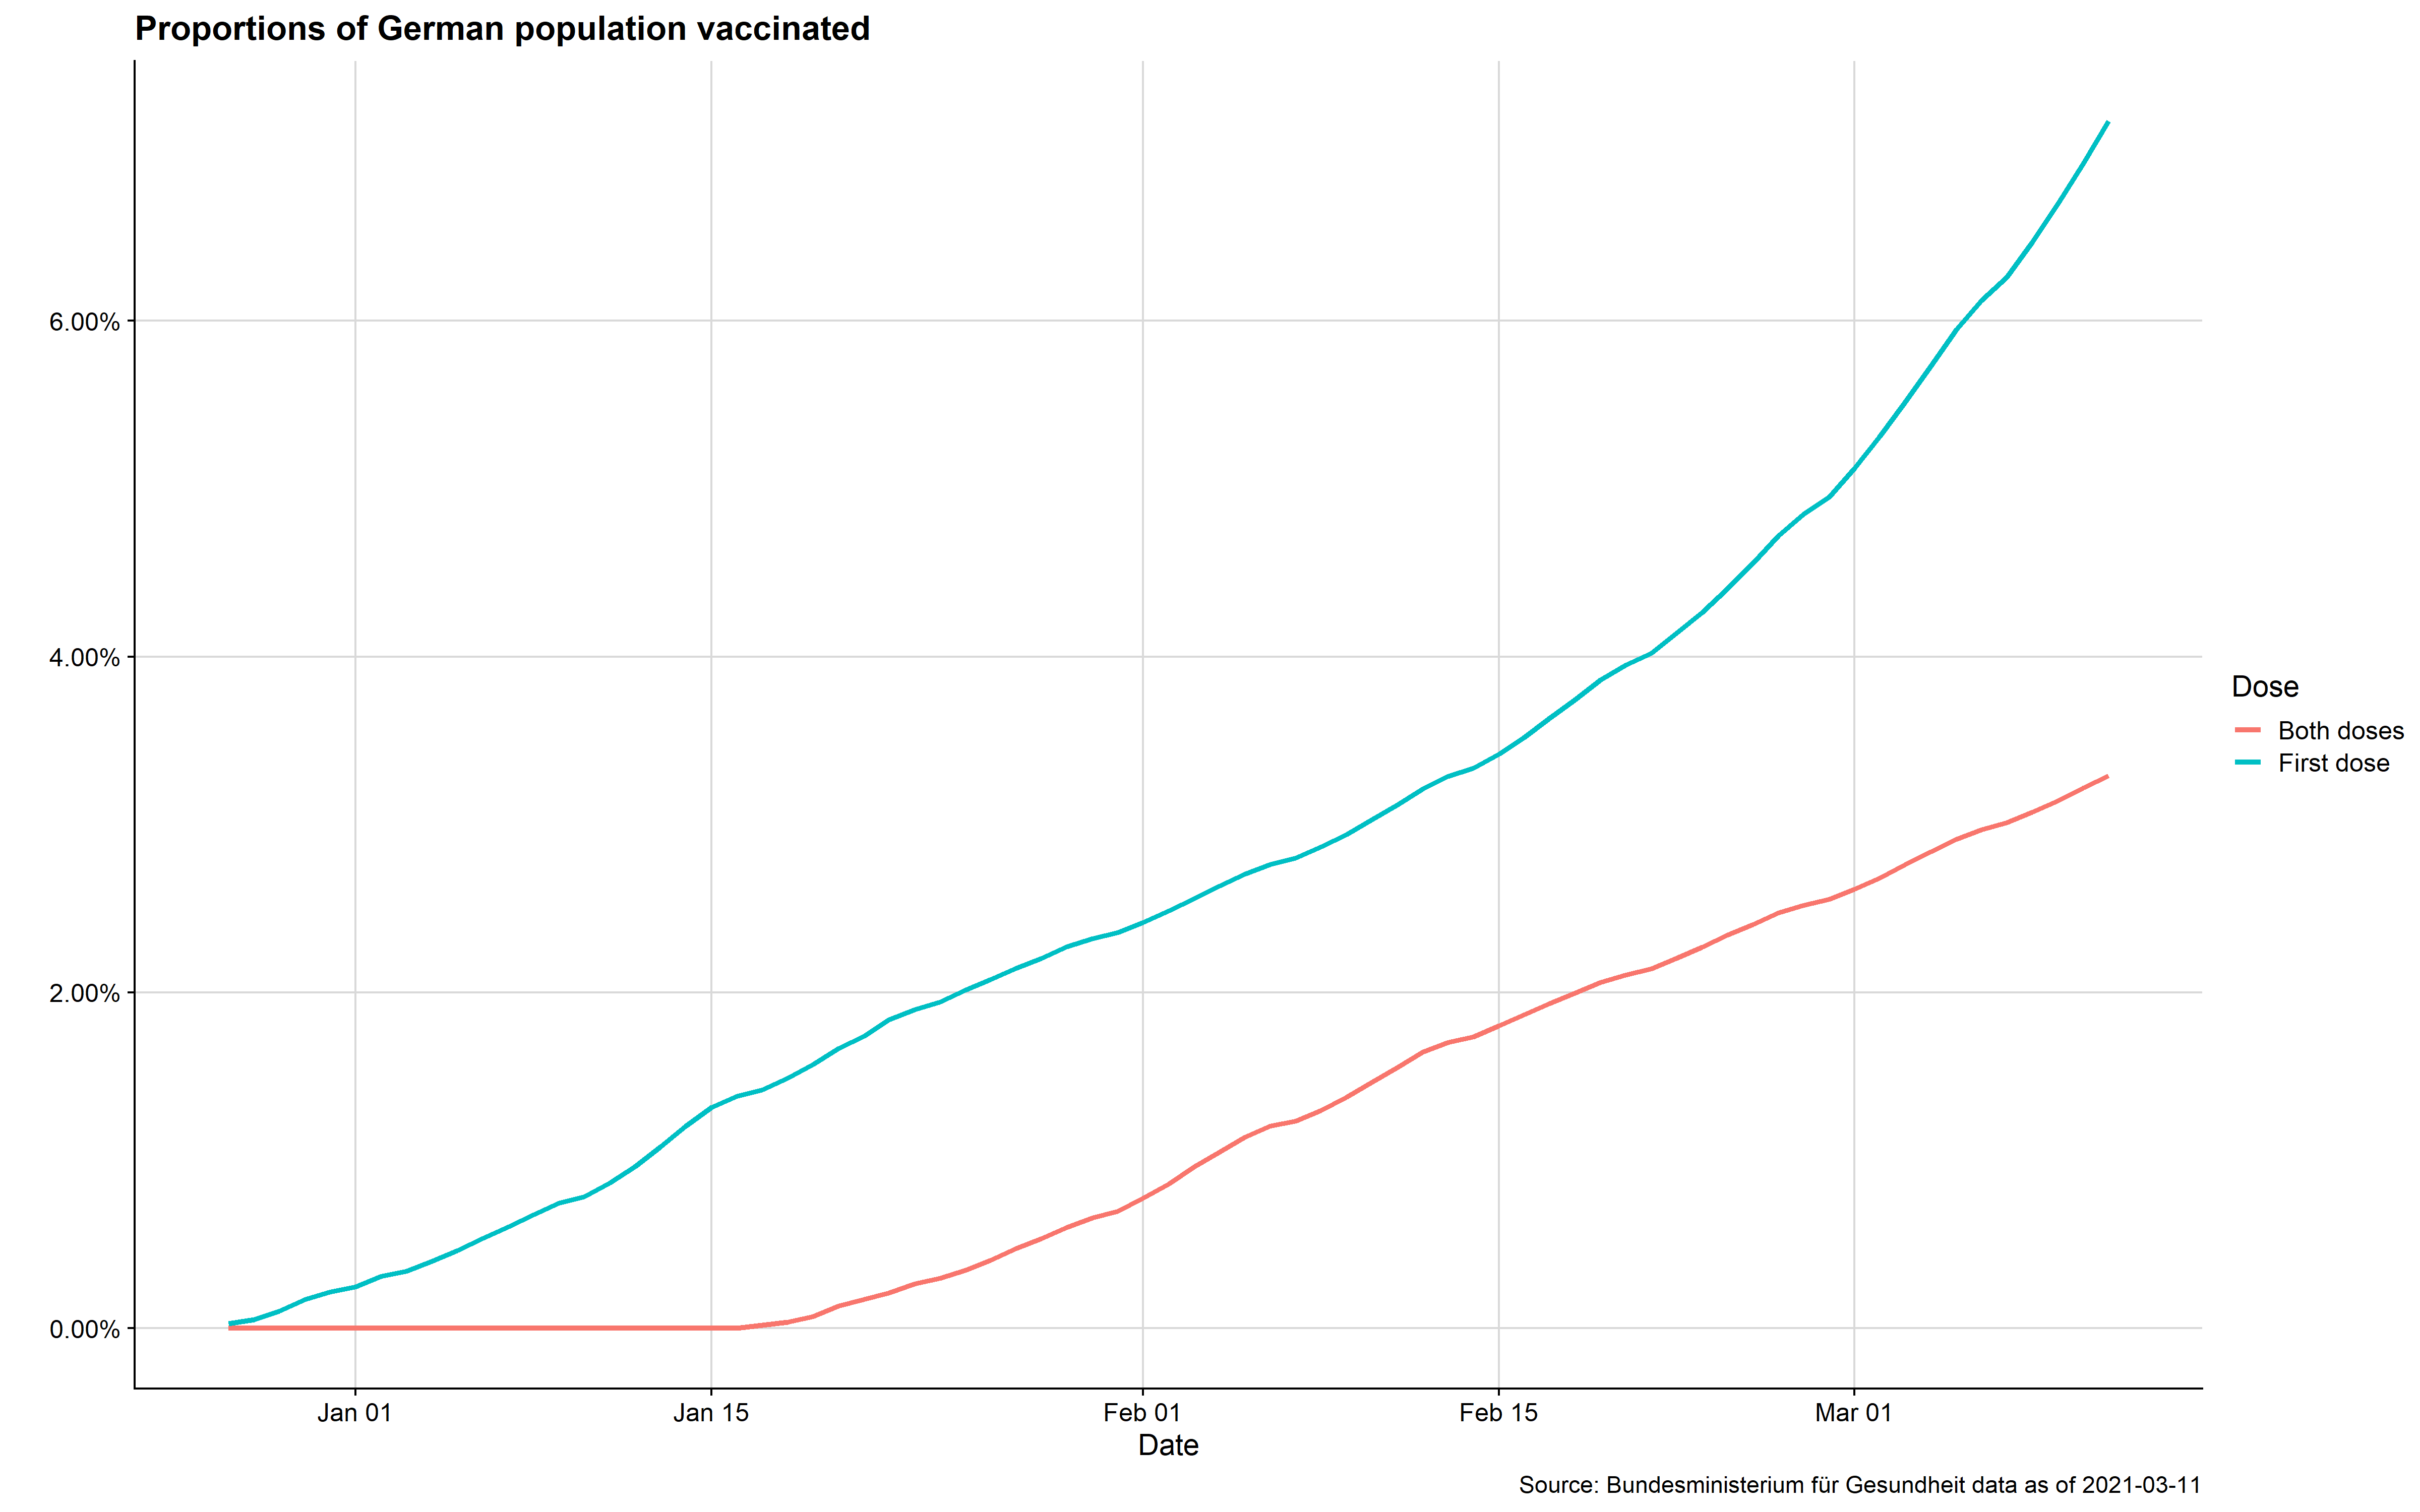 Proportions of German population vaccinated
6.00%
4.00%
2.00%
0.00%
Jan 01
Jan 15
Feb 01
Feb 15
Mar 01
Date
Dose
Both doses
First dose
Source: Bundesministerium für Gesundheit data as of 2021-03-11